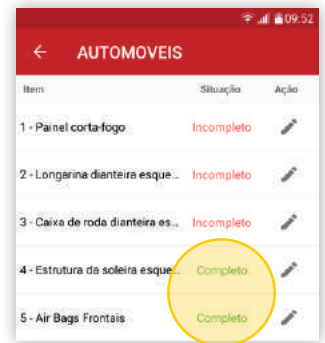 09:52
AUTOMOVEIS
Item Situação Ação
1 - Painel corta-fogo Incompleto
2 - Longarina dianteira esque... Incompleto
3 - Caixa de roda dianteira es... Incompleto
4 - Estrutura da soleira esque... Completo
5 - Air Bags Frontais Completo